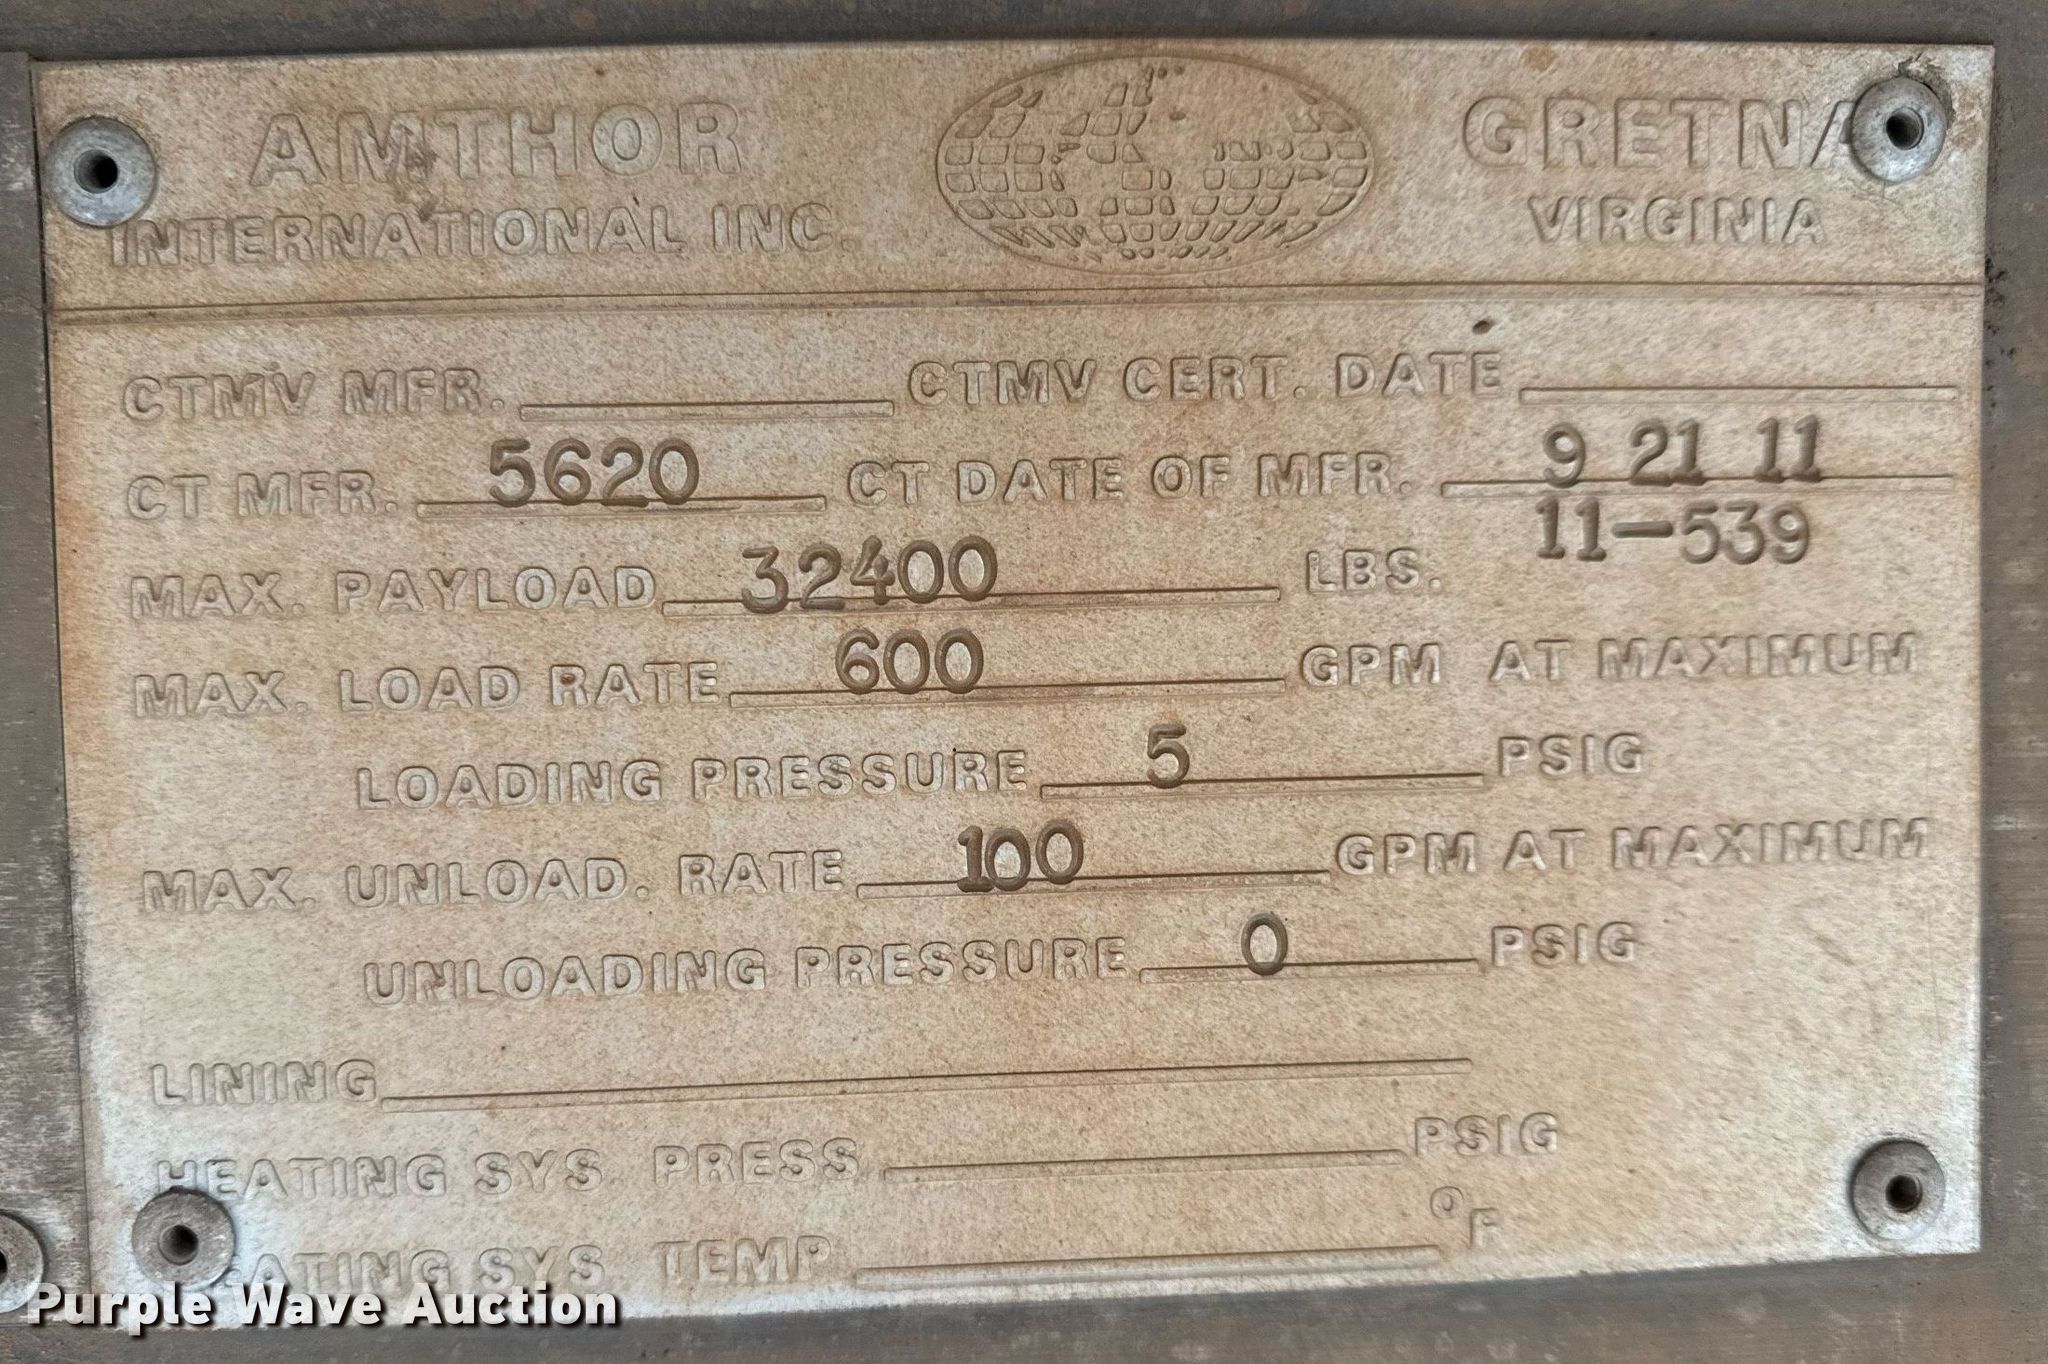 AMTHOR GRETNA
INTERNATIONAL INC. VIRGINIA
CTMV MFR. CTMV CERT. DATE
CT MFR. 5620 CT DATE OF MFR. 9 21 11
11-539
MAX. PAYLOAD 32400 LBS.
MAX. LOAD RATE 600 GPM AT MAXIMUM
LOADING PRESSURE 5 PSIG
MAX. UNLOAD. RATE 100 GPM AT MAXIMUM
UNLOADING PRESSURE 0 PSIG
LINING
HEATING SYS. PRESS PSIG
HEATING SYS TEMP °F
Purple Wave Auction